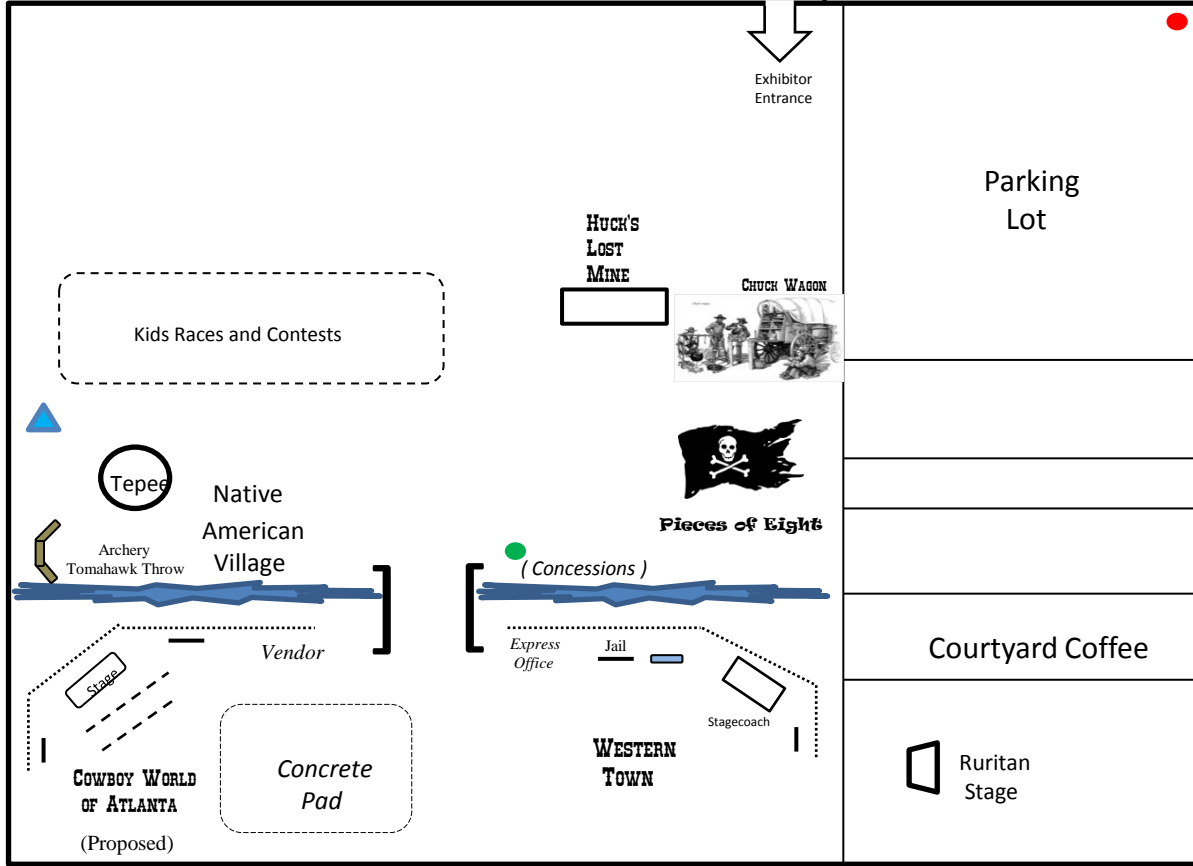 Exhibitor
Entrance
Parking
Lot
HUCK'S
LOST
MINE
CHUCK WAGON
Kids Races and Contests
Tepee
Native
American
Village
Pieces of Eight
Archery
Tomahawk Throw
( Concessions )
Vendor
Express
Office
Jail
Courtyard Coffee
Stage
Stagecoach
WESTERN
TOWN
Concrete
Pad
COWBOY WORLD
OF ATLANTA
(Proposed)
Ruritan
Stage